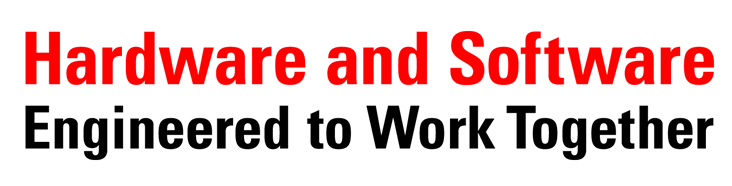 Hardware and Software
Engineered to Work Together